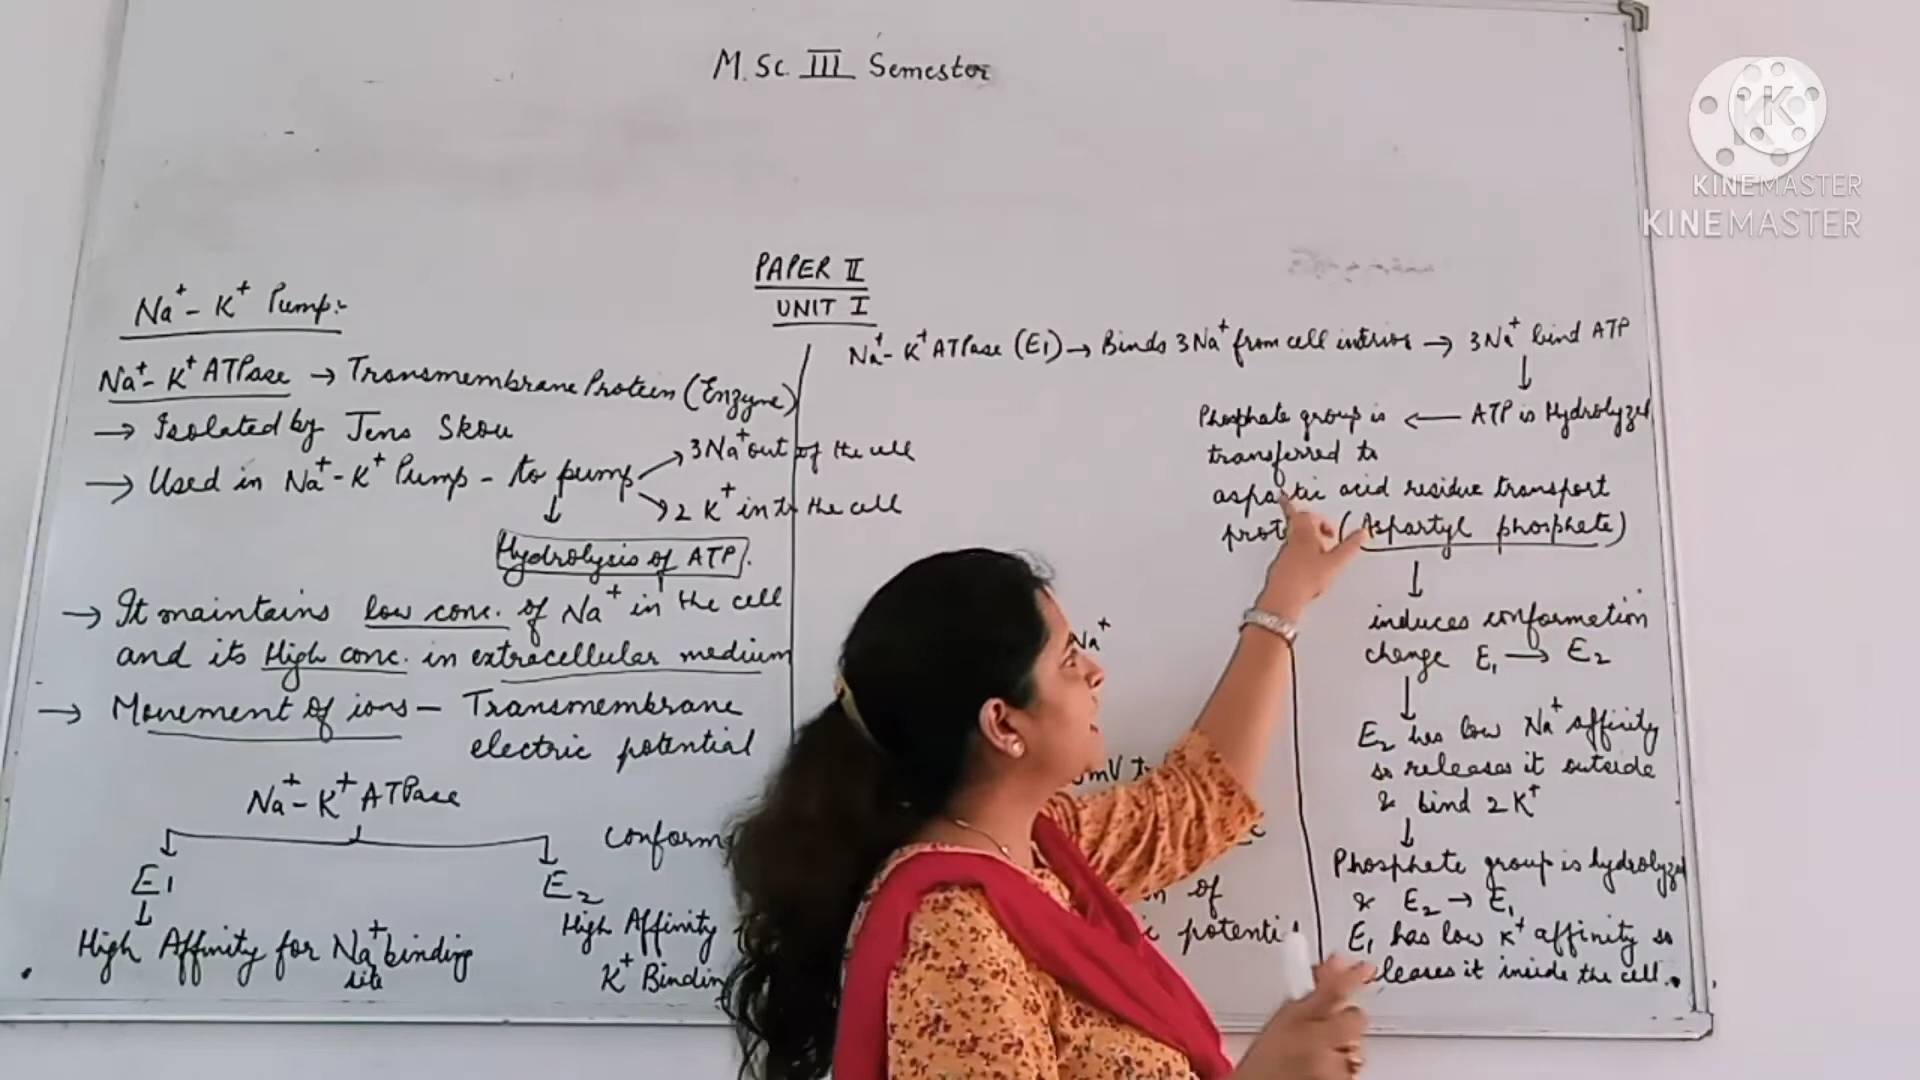 M.Sc. III Semester
KINEMASTER
KINEMASTER
PAPER II
UNIT I
Na+ - K+ Pump:-
Na+- K+ ATPase → Transmembrane Protein (Enzyme)
→ Isolated by Jens Skou
→ Used in Na+- K+ Pump - to pump
3Na+ out of the cell
2 K+ into the cell
Hydrolysis of ATP.
→ It maintains low conc. of Na+ in the cell
and its High conc. in extracellular medium
→ Movement of ions — Transmembrane
electric potential
Na+- K+ ATPase
E1
E2
High Affinity for Na+ binding
site
High Affinity
K+ Binding
Na+- K+ ATPase (E1) → Binds 3Na+ from cell interior → 3Na+ bind ATP
Phosphate group is ← ATP is Hydrolyzed
transferred to
aspartic acid residue transport
(Aspartyl phosphate)
induces conformation
change E1 → E2
E2 has low Na+ affinity
so releases it outside
& bind 2 K+
Phosphate group is hydrolyzed
& E2 → E1
E1 has low K+ affinity so
releases it inside the cell.
Na+
of